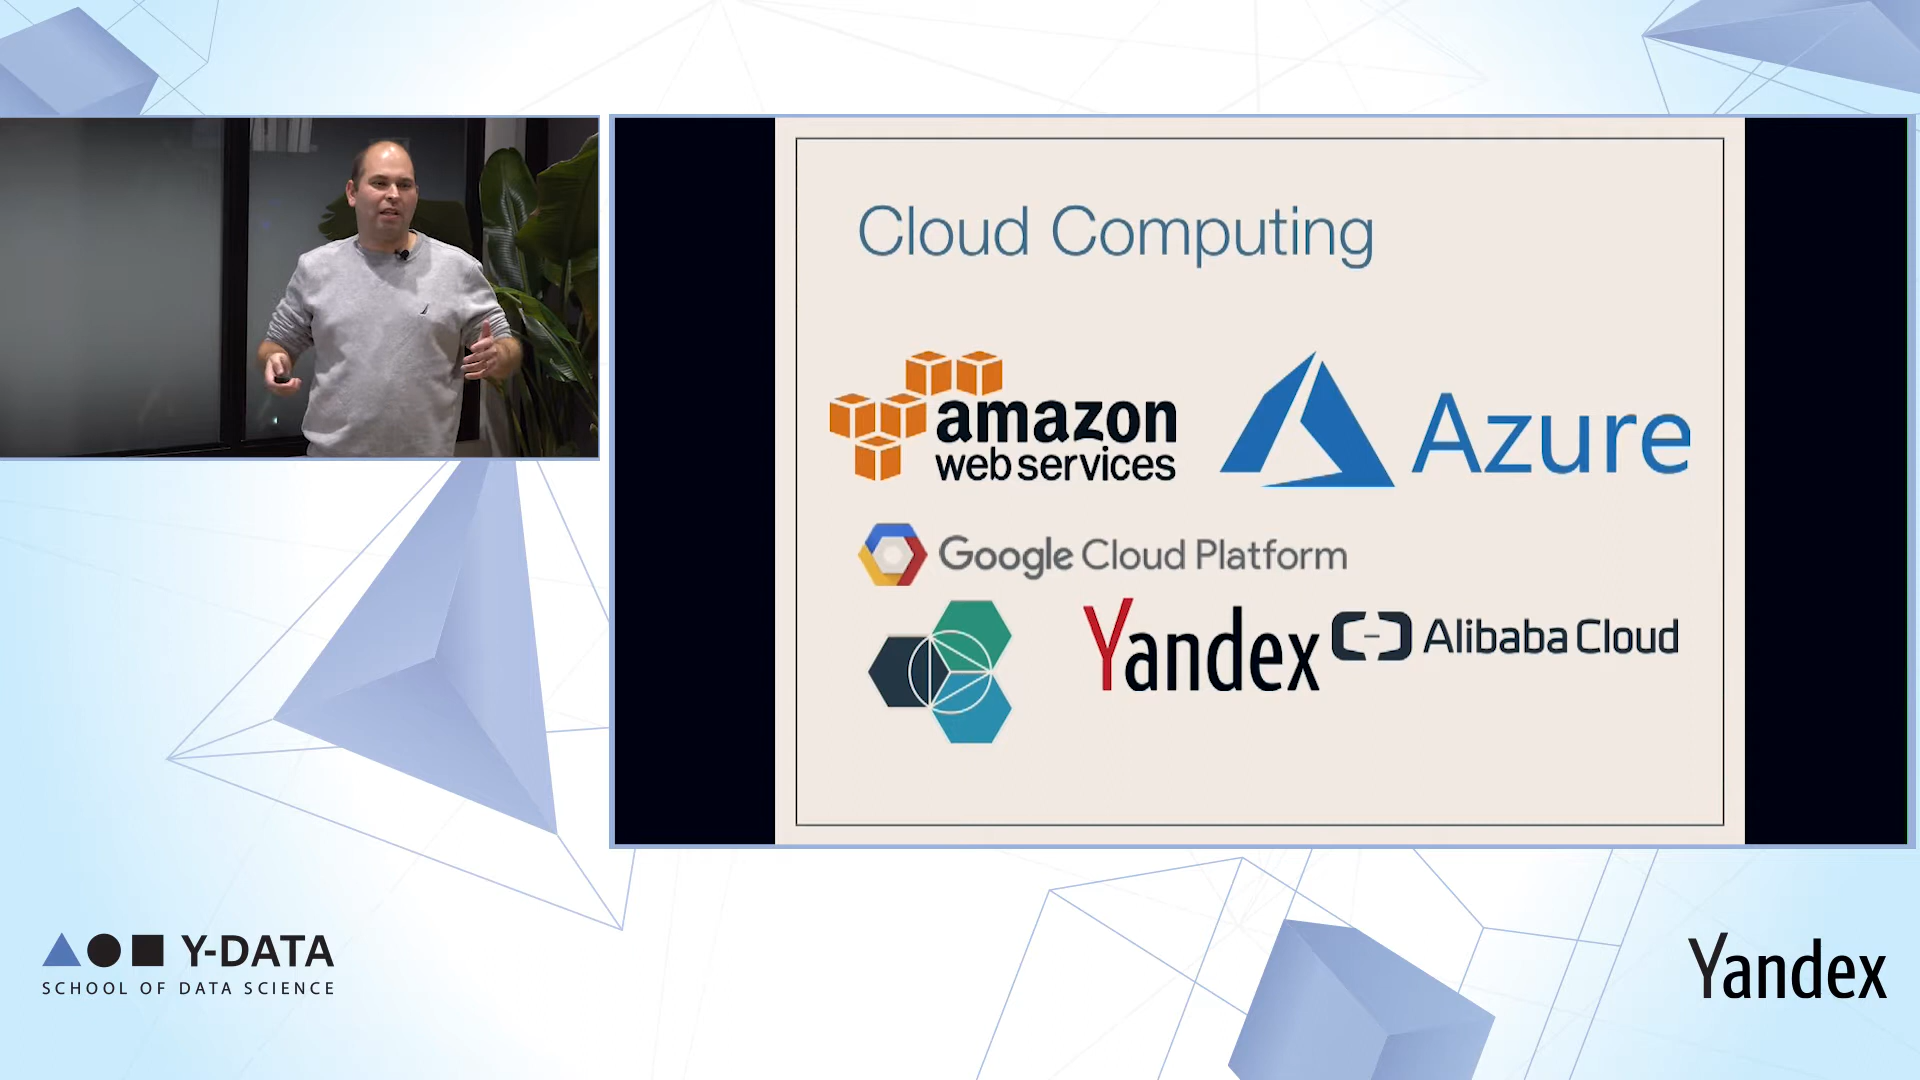 Cloud Computing
amazon
web services
Azure
Google Cloud Platform
Yandex
Alibaba Cloud
Y-DATA
SCHOOL OF DATA SCIENCE
Yandex